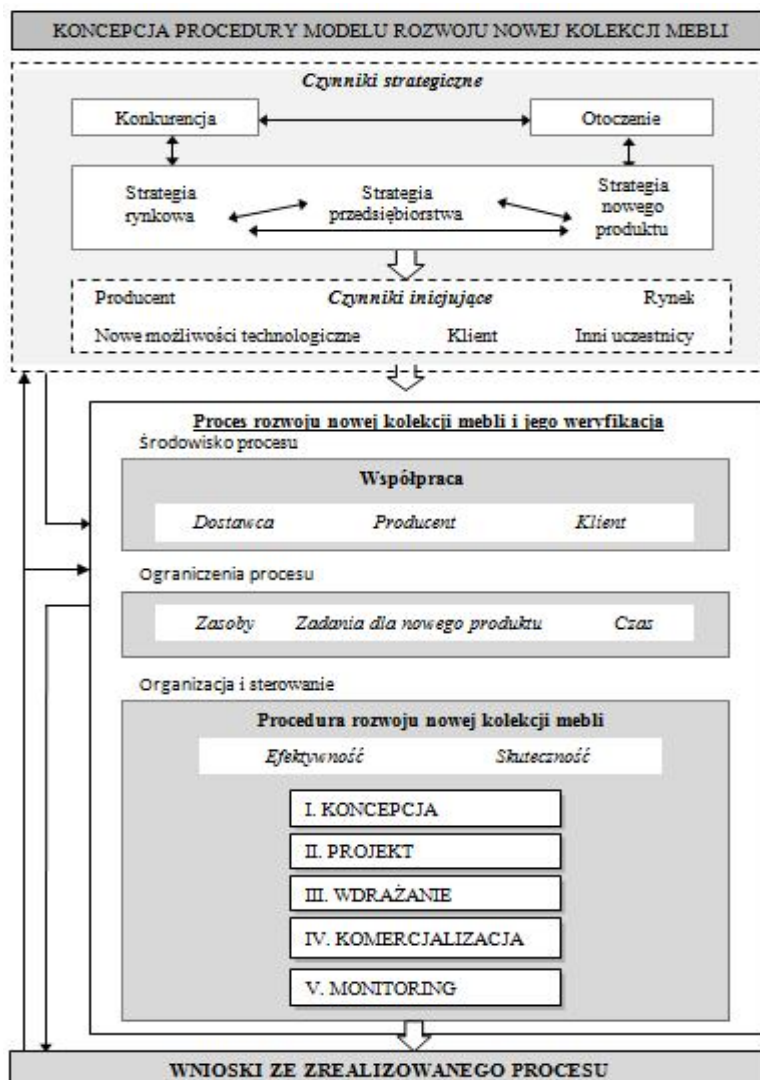 KONCEPCJA PROCEDURY MODELU ROZWOJU NOWEJ KOLEKCJI MEBLI
Czynniki strategiczne
Konkurencja Otoczenie
Strategia rynkowa
Strategia przedsiębiorstwa
Strategia nowego produktu
Producent Czynniki inicjujące Rynek
Nowe możliwości technologiczne Klient Inni uczestnicy
Proces rozwoju nowej kolekcji mebli i jego weryfikacja
Środowisko procesu
Współpraca
Dostawca Producent Klient
Ograniczenia procesu
Zasoby Zadania dla nowego produktu Czas
Organizacja i sterowanie
Procedura rozwoju nowej kolekcji mebli
Efektywność Skuteczność
I. KONCEPCJA
II. PROJEKT
III. WDRAŻANIE
IV. KOMERCJALIZACJA
V. MONITORING
WNIOSKI ZE ZREALIZOWANEGO PROCESU